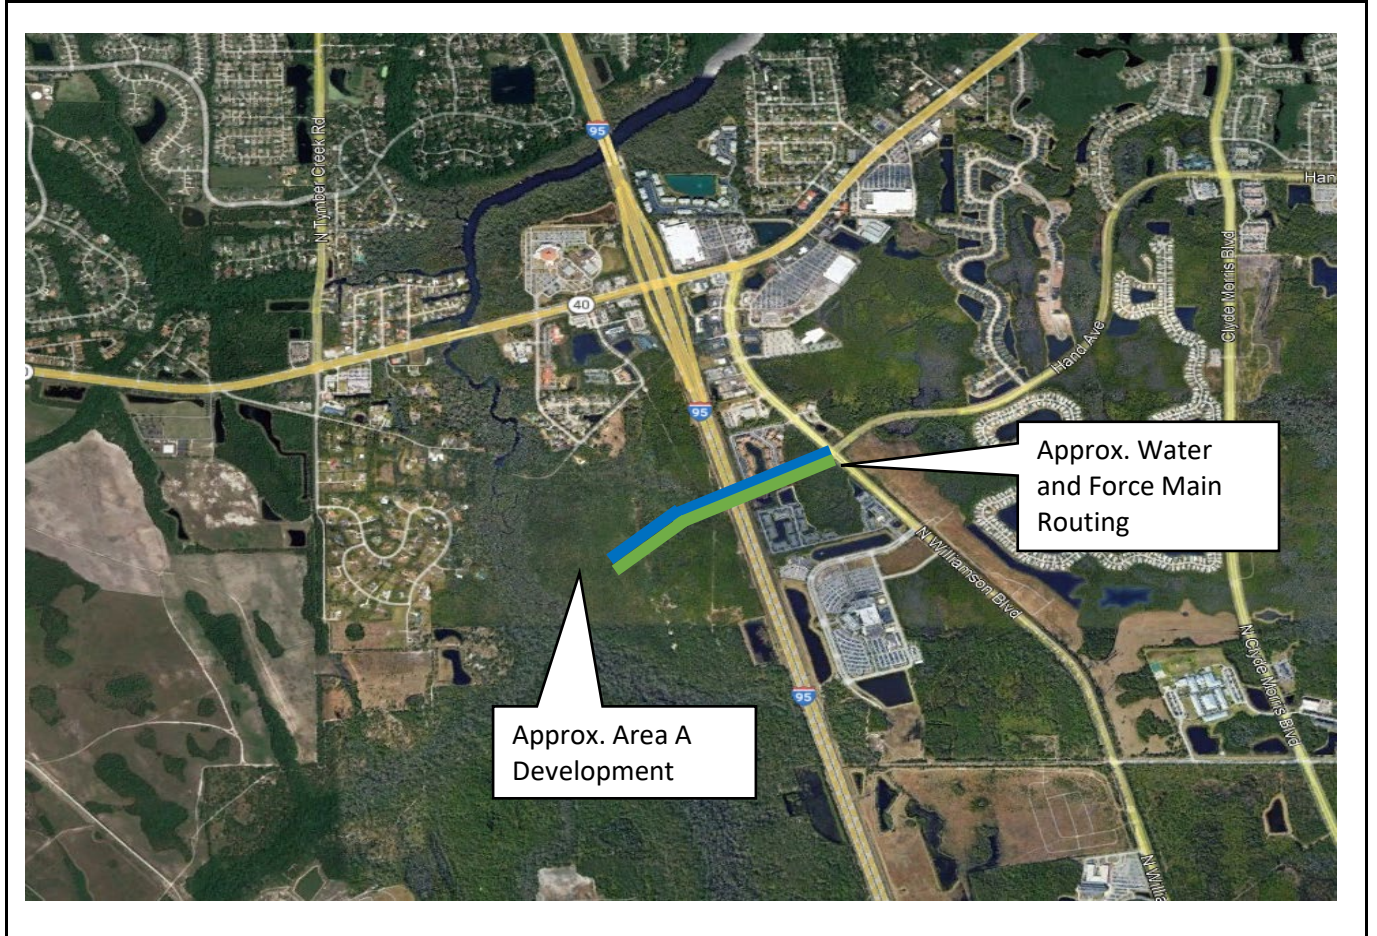 95
N Tymber Creek Rd
Han
Clyde Morris Blvd
40
Hand Ave
95
Approx. Water
and Force Main
Routing
N Williamson Blvd
N Clyde Morris Blvd
95
Approx. Area A
Development
N Willia